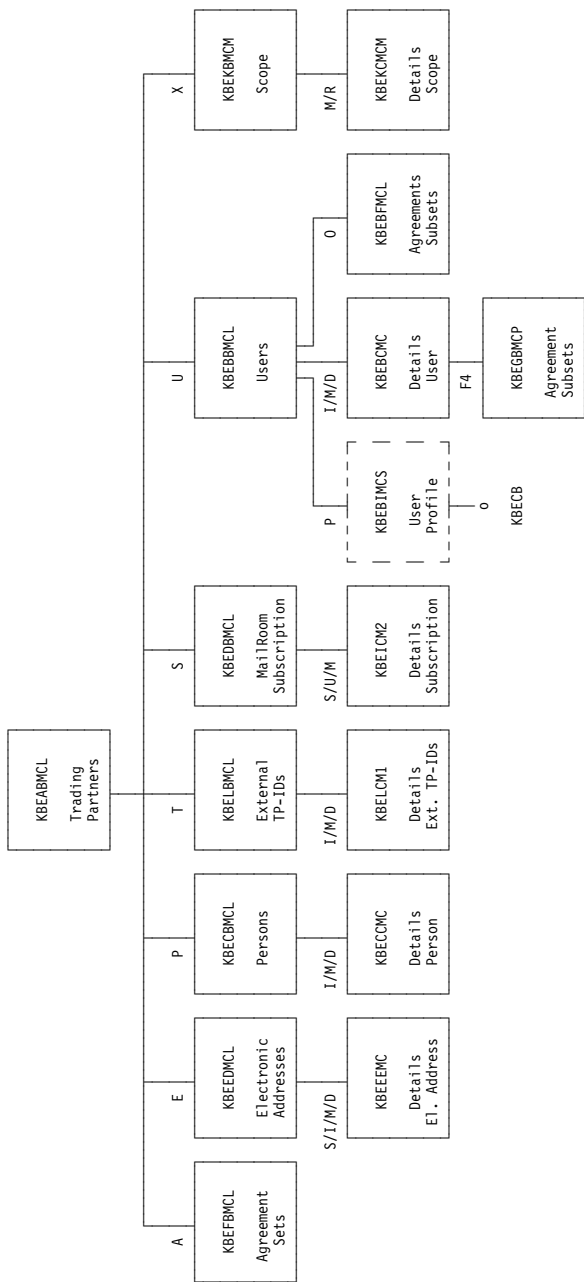 KBEABMCL
Trading
Partners
A
E
P
T
S
U
X
KBEFBMCL
Agreement
Sets
KBEEDMCL
Electronic
Addresses
KBECBMCL
Persons
KBELBMCL
External
TP-IDs
KBEDBMCL
MailRoom
Subscription
KBEBBMCL
Users
KBEKBMCM
Scope
S/I/M/D
I/M/D
I/M/D
S/U/M
P
I/M/D
O
M/R
KBEEEMC
Details
El. Address
KBECCMC
Details
Person
KBELCM1
Details
Ext. TP-IDs
KBEICM2
Details
Subscription
KBEBIMCS
User
Profile
KBEBCMC
Details
User
KBEBFMCL
Agreements
Subsets
KBEKCMCM
Details
Scope
o
KBECB
F4
KBEGBMCP
Agreement
Subsets